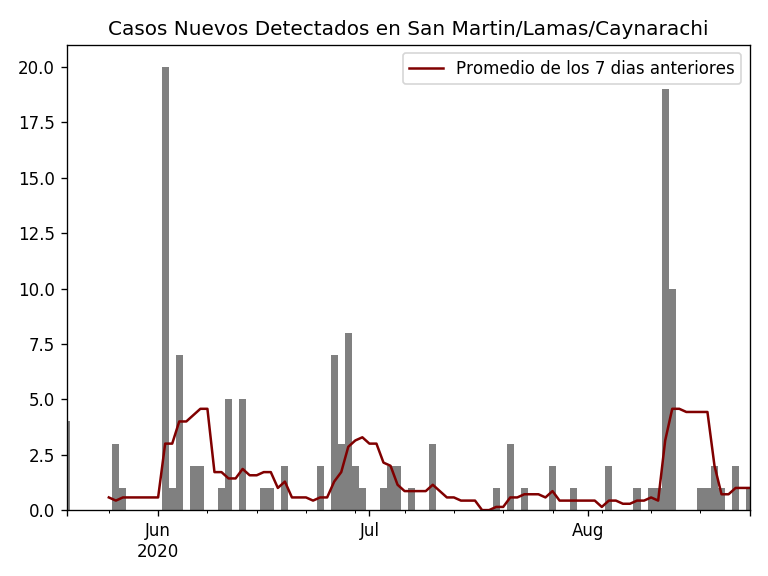 Casos Nuevos Detectados en San Martin/Lamas/Caynarachi
Promedio de los 7 dias anteriores
20.0
17.5
15.0
12.5
10.0
7.5
5.0
2.5
0.0
Jun
2020
Jul
Aug